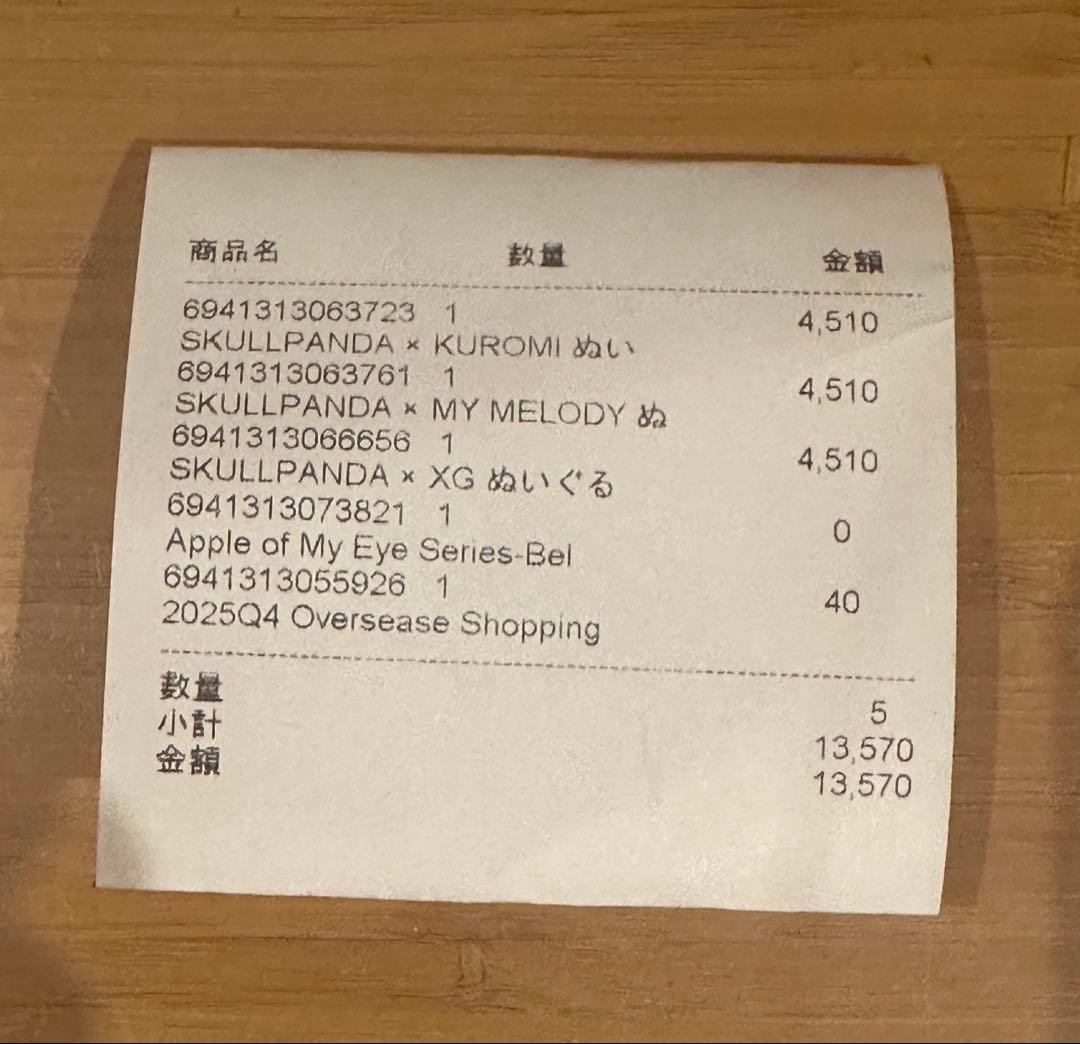 商品名 数量 金額
6941313063723 1 4,510
SKULLPANDA × KUROMI ぬい
6941313063761 1 4,510
SKULLPANDA × MY MELODY ぬ
6941313066656 1 4,510
SKULLPANDA × XG ぬいぐる
6941313073821 1 0
Apple of My Eye Series-Bel
6941313055926 1 40
2025Q4 Oversease Shopping
数量 5
小計 13,570
金額 13,570